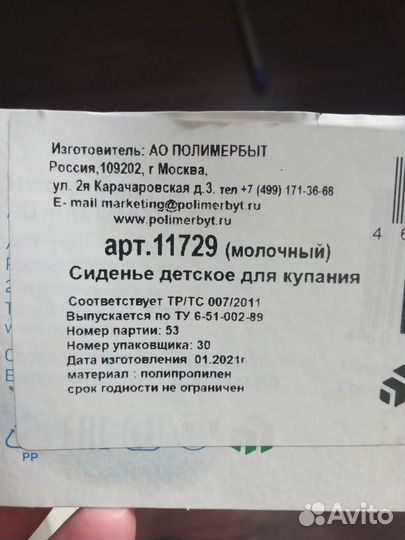 Изготовитель: АО ПОЛИМЕРБЫТ
Россия,109202, г Москва,
ул. 2я Карачаровская д.3. тел +7 (499) 171-36-68
E- mail marketing@polimerbyt.ru
www.polimerbyt.ru
арт.11729 (молочный)
Сиденье детское для купания
Соответствует ТР/ТС 007/2011
Выпускается по ТУ 6-51-002-89
Номер партии: 53
Номер упаковщика: 30
Дата изготовления 01.2021г
материал : полипропилен
срок годности не ограничен
4
PP
Avito